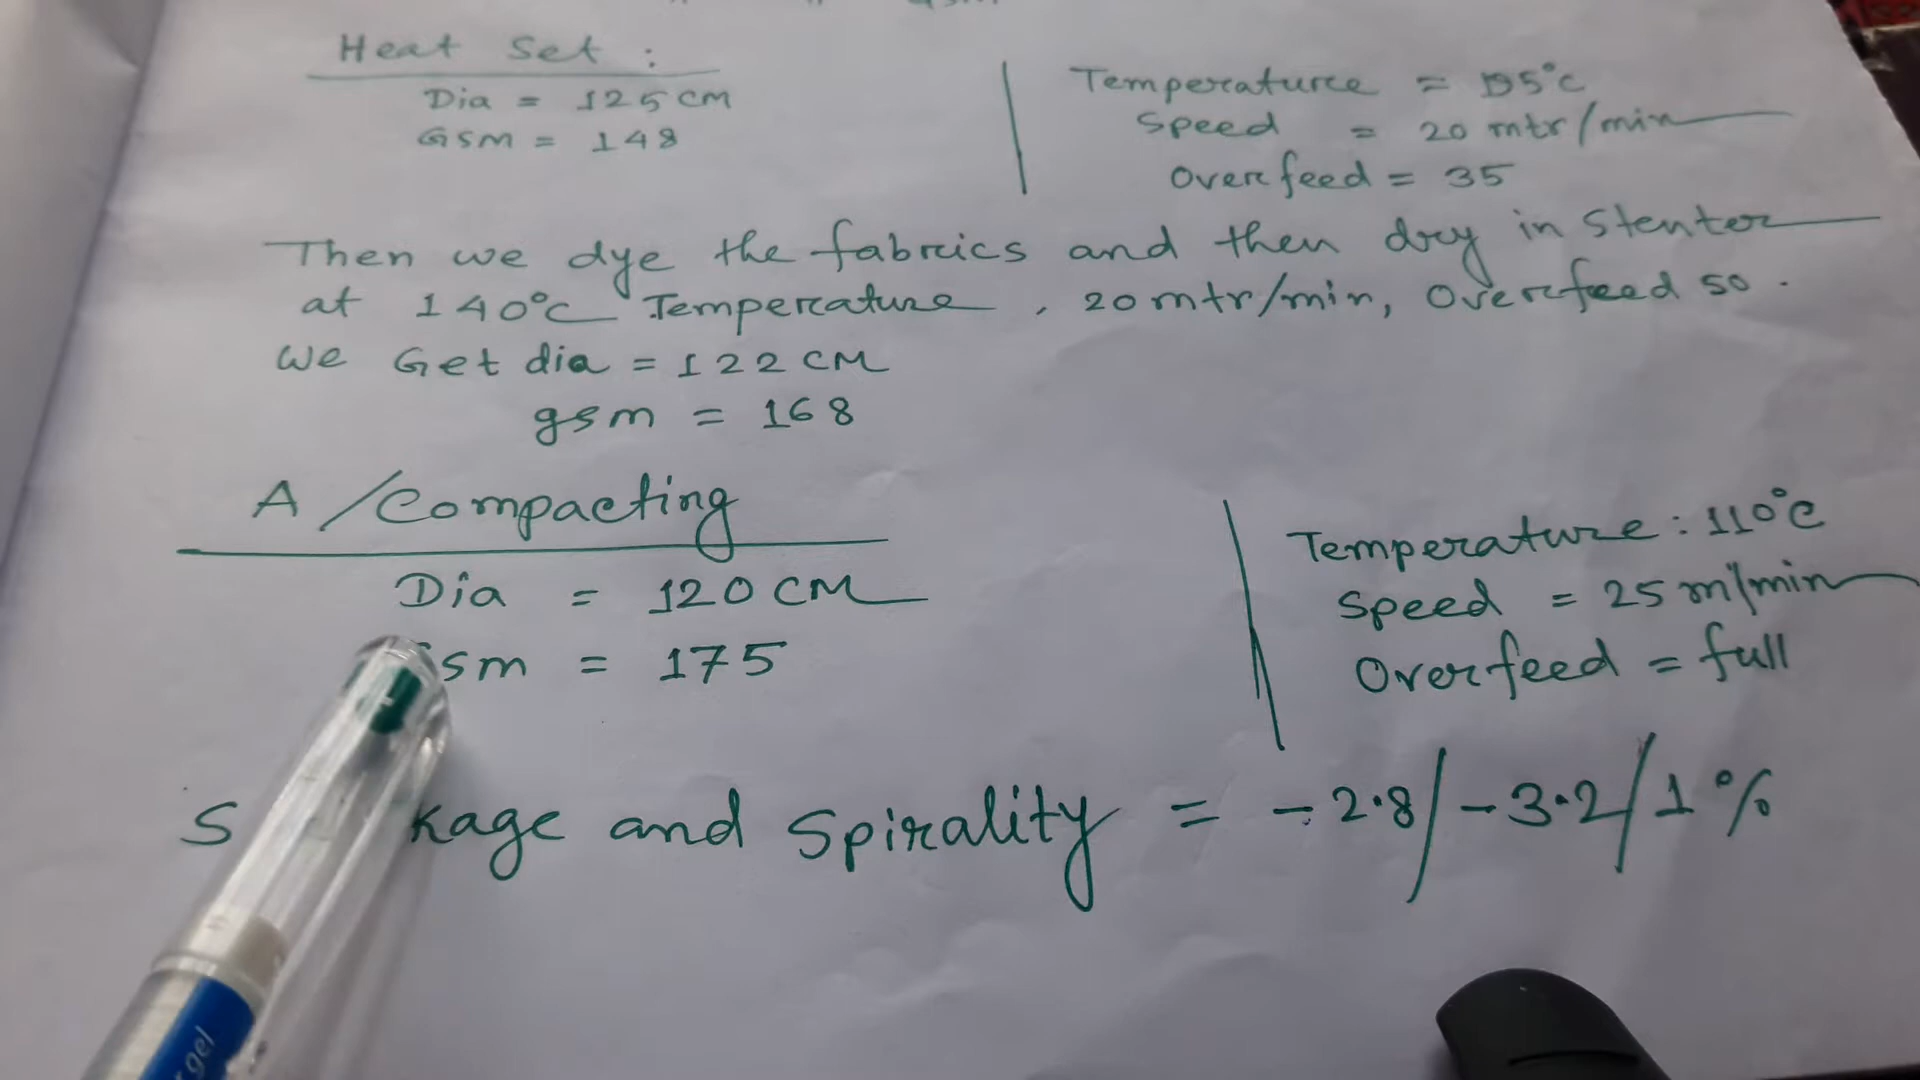 Heat Set :
Dia = 125 CM
GSM = 148
Temperature = °C
Speed = 20 mtr/min
Overfeed = 35
Then we dye the fabrics and then dry in Stenter
at 140°C Temperature, 20 mtr/min, Overfeed 50.
We Get dia = 122 CM
gsm = 168
A/Compacting
Dia = 120 CM
sm = 175
Temperature : 110°C
Speed = 25 m/min
Overfeed = full
S kage and Spirality = -2.8/-3.2/1%
gel